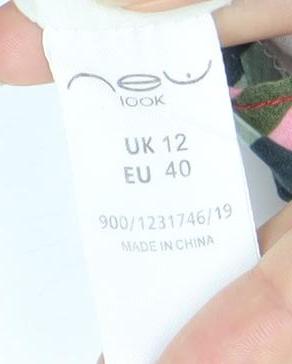 new
look
UK 12
EU 40
900/1231746/19
MADE IN CHINA